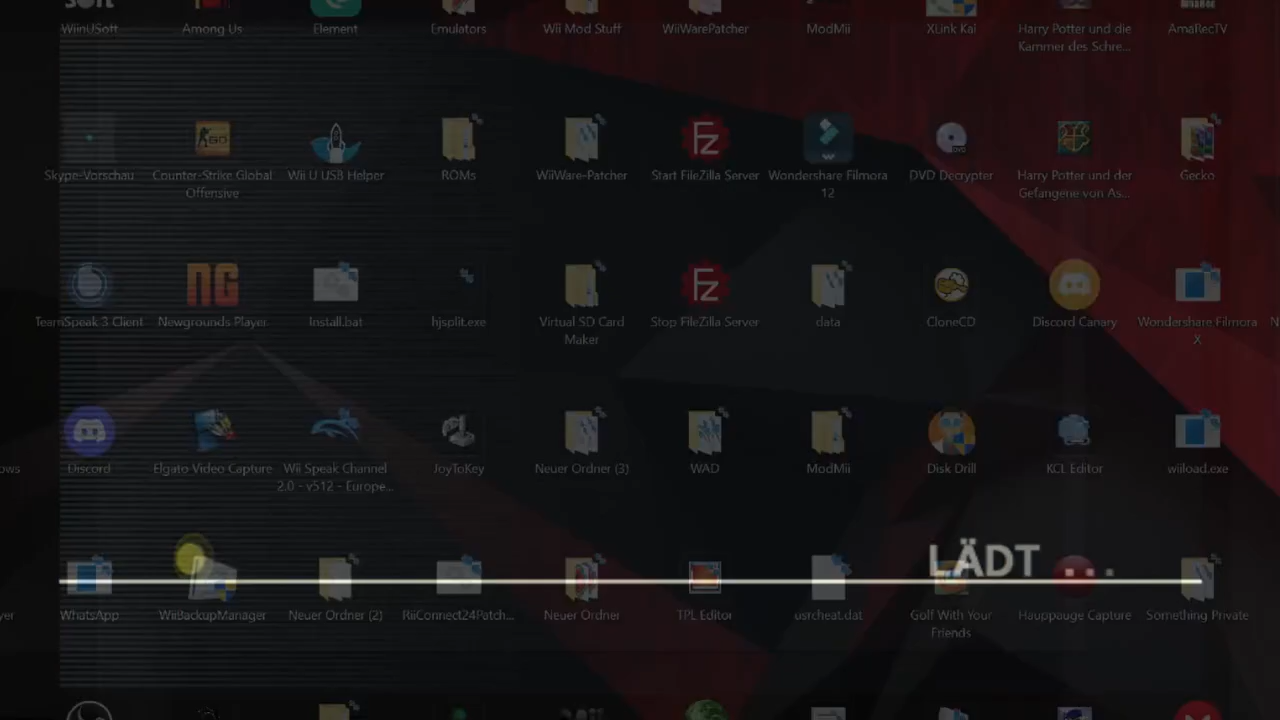 WiinUSoft
Among Us
Element
Emulators
Wii Mod Stuff
WiiWarePatcher
ModMii
XLink Kai
Harry Potter und die
Kammer des Schre...
AmaRecTV
Skype-Vorschau
Counter-Strike Global
Offensive
Wii U USB Helper
ROMs
WiiWare-Patcher
Start FileZilla Server
Wondershare Filmora
12
DVD Decrypter
Harry Potter und der
Gefangene von As...
Gecko
TeamSpeak 3 Client
Newgrounds Player
Install.bat
hjsplit.exe
Virtual SD Card
Maker
Stop FileZilla Server
data
CloneCD
Discord Canary
Wondershare Filmora
X
ows
Discord
Elgato Video Capture
Wii Speak Channel
2.0 - v512 - Europe...
JoyToKey
Neuer Ordner (3)
WAD
ModMii
Disk Drill
KCL Editor
wiiload.exe
LÄDT ...
yer
WhatsApp
WiiBackupManager
Neuer Ordner (2)
RiiConnect24Patch...
Neuer Ordner
TPL Editor
usrcheat.dat
Golf With Your
Friends
Hauppauge Capture
Something Private